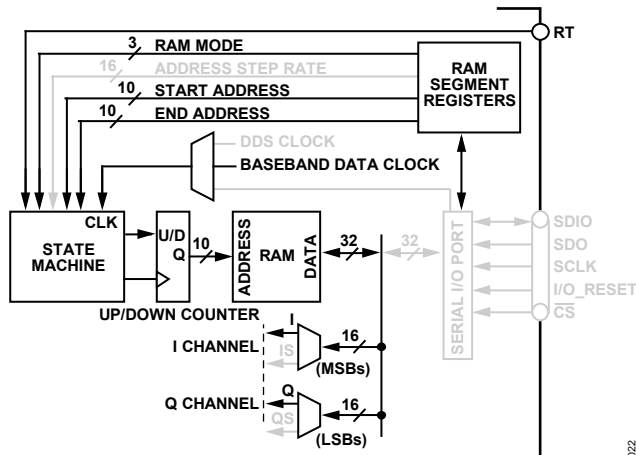 RT
3 RAM MODE
16 ADDRESS STEP RATE
10 START ADDRESS
10 END ADDRESS
RAM
SEGMENT
REGISTERS
DDS CLOCK
BASEBAND DATA CLOCK
CLK
STATE
MACHINE
U/D
Q
10
ADDRESS
RAM
DATA
32
32
SERIAL I/O PORT
SDIO
SDO
SCLK
I/O_RESET
CS
UP/DOWN COUNTER
I CHANNEL
I
IS
16
(MSBs)
Q CHANNEL
Q
QS
16
(LSBs)
022